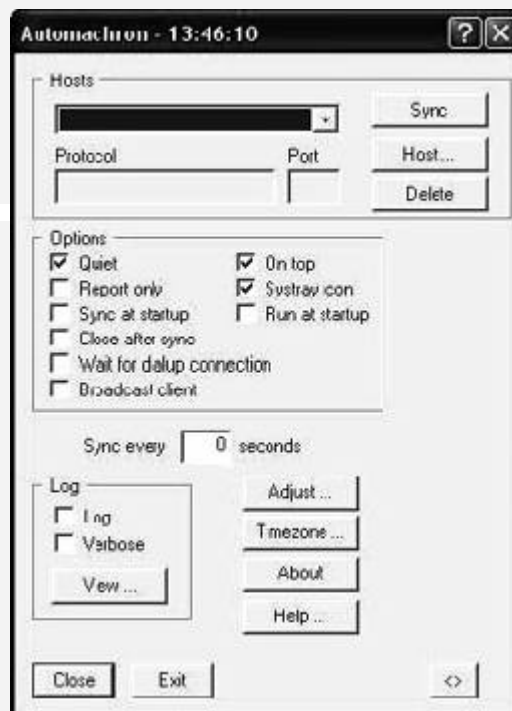 Automachron - 13:46:10
Hosts
Sync
Protocol Port Host...
Delete
Options
Quiet On top
Report only Systray icon
Sync at startup Run at startup
Close after sync
Wait for dialup connection
Broadcast client
Sync every 0 seconds
Log Adjust ...
Log
Timezone ...
Verbose
About
View ...
Help ...
Close Exit <>